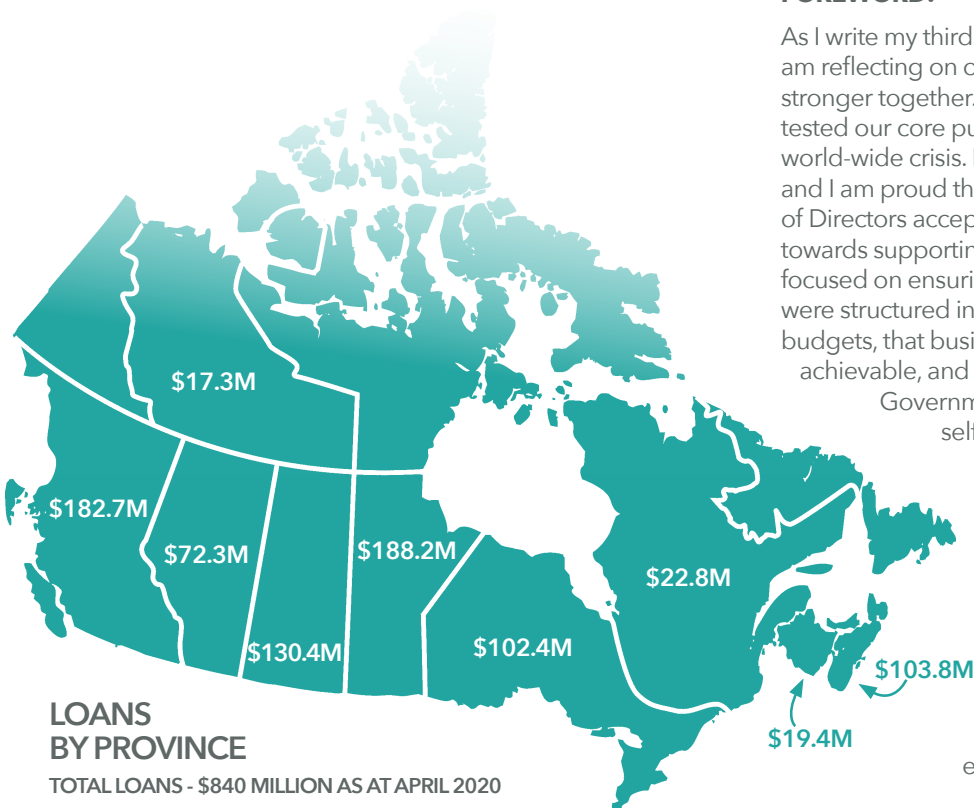 FOREWORD:
As I write my third
am reflecting on o
stronger together.
tested our core pu
world-wide crisis.
and I am proud th
of Directors accep
towards supportin
focused on ensuri
were structured in
budgets, that busi
achievable, and
Governm
self
$17.3M
$182.7M
$72.3M
$188.2M
$22.8M
$130.4M
$102.4M
$103.8M
$19.4M
LOANS
BY PROVINCE
TOTAL LOANS - $840 MILLION AS AT APRIL 2020
e